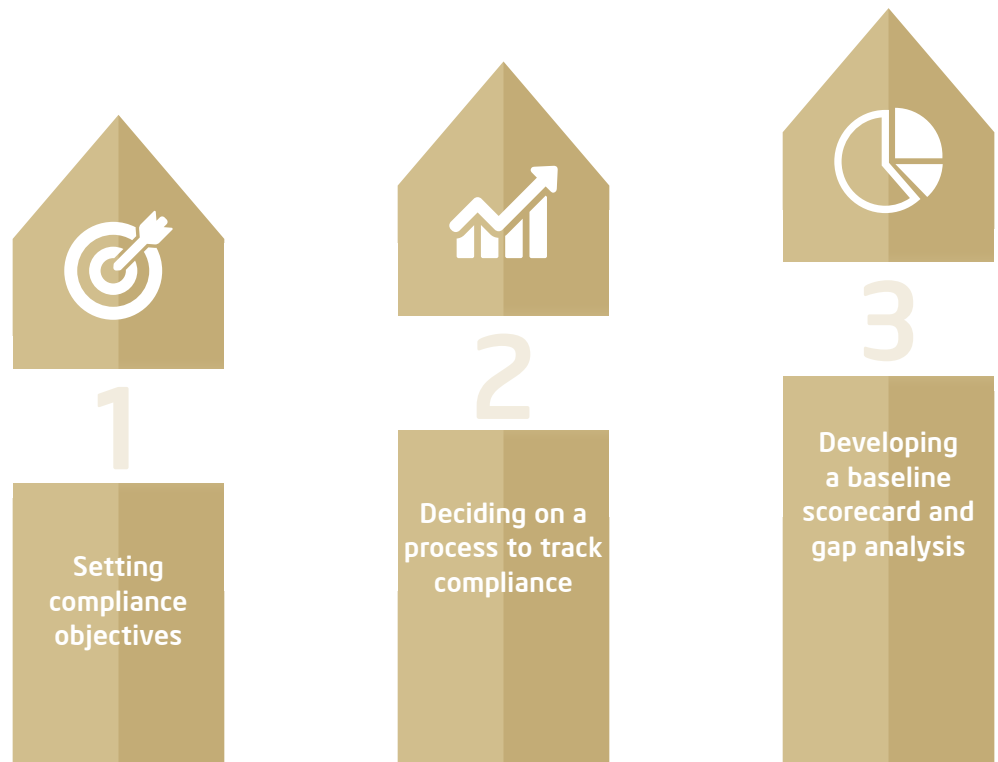 1
Setting
compliance
objectives
2
Deciding on a
process to track
compliance
3
Developing
a baseline
scorecard and
gap analysis